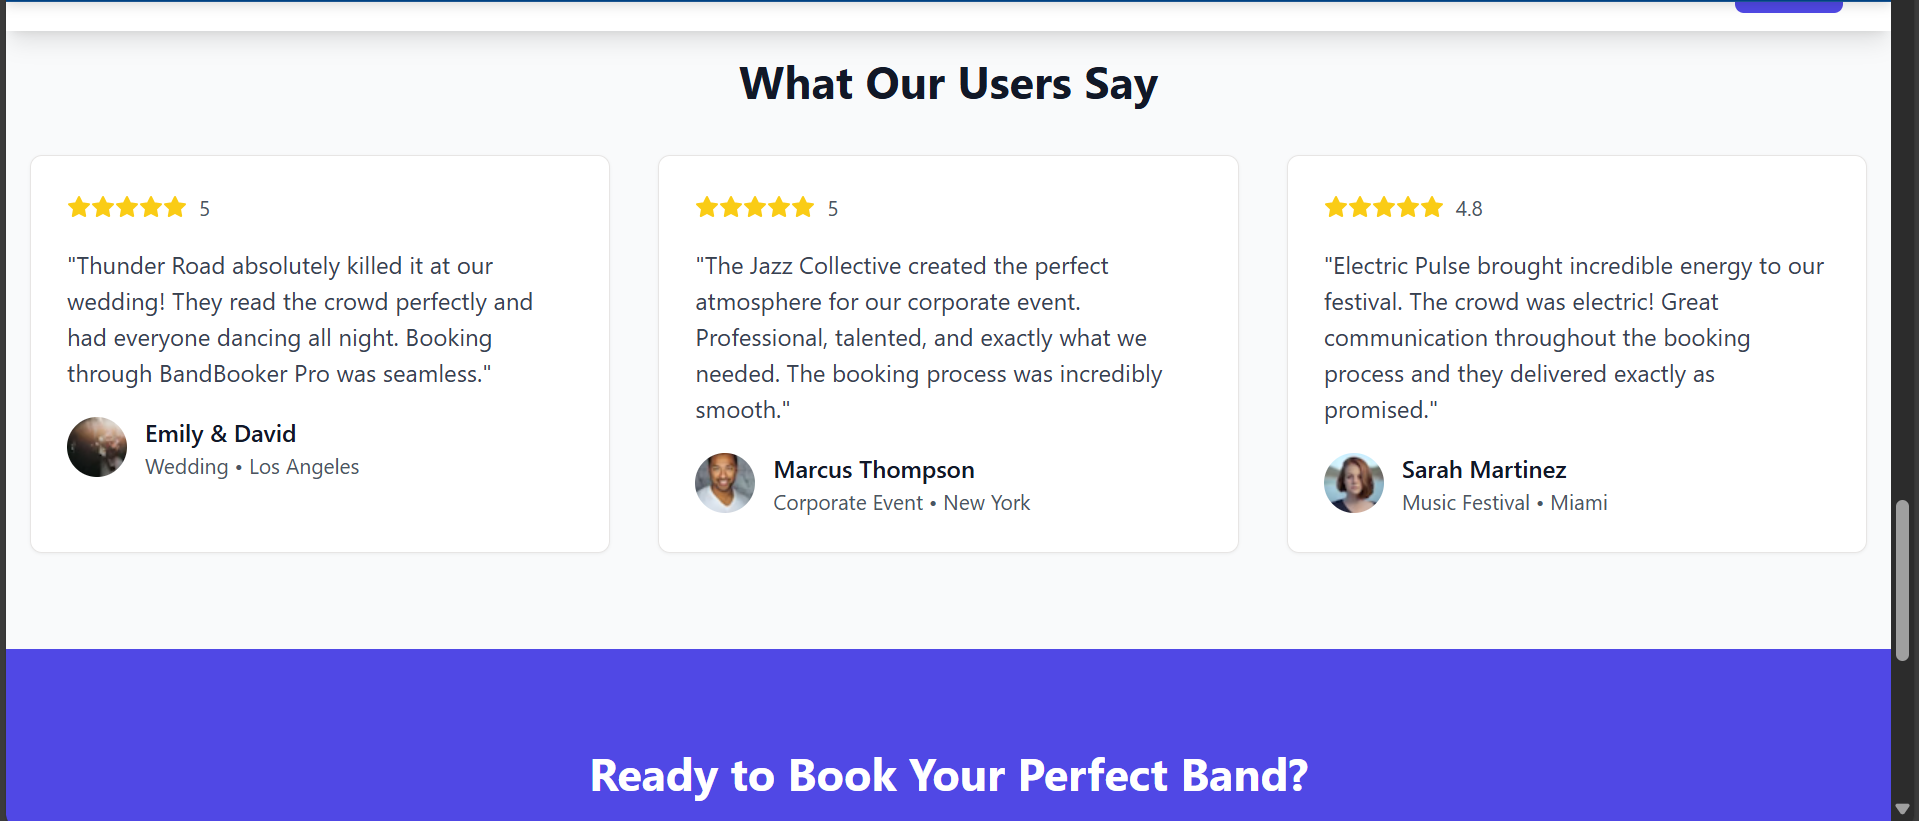 What Our Users Say
5
"Thunder Road absolutely killed it at our
wedding! They read the crowd perfectly and
had everyone dancing all night. Booking
through BandBooker Pro was seamless."
Emily & David
Wedding • Los Angeles
5
"The Jazz Collective created the perfect
atmosphere for our corporate event.
Professional, talented, and exactly what we
needed. The booking process was incredibly
smooth."
Marcus Thompson
Corporate Event • New York
4.8
"Electric Pulse brought incredible energy to our
festival. The crowd was electric! Great
communication throughout the booking
process and they delivered exactly as
promised."
Sarah Martinez
Music Festival • Miami
Ready to Book Your Perfect Band?